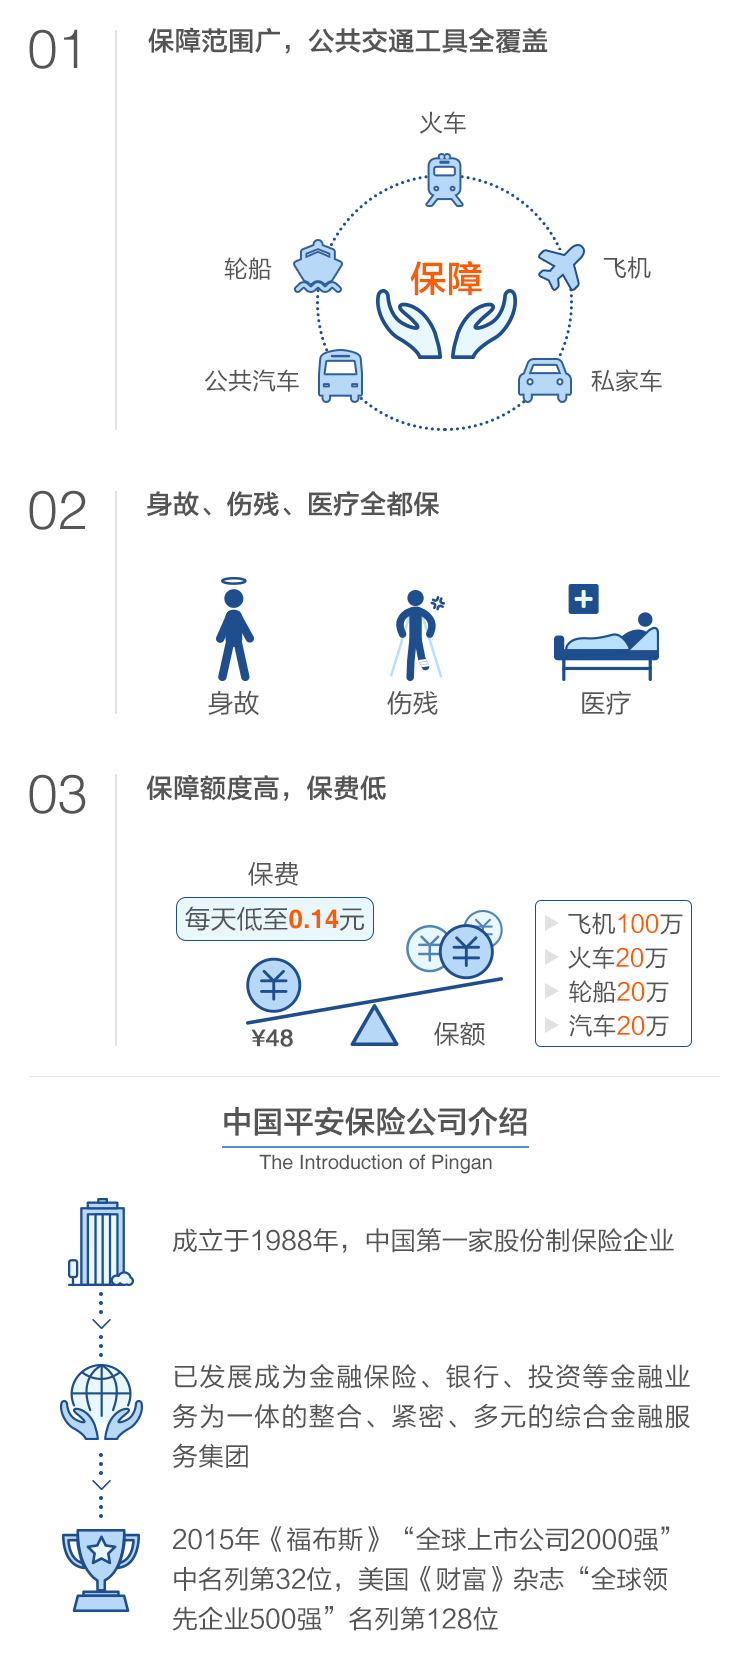 01
保障范围广，公共交通工具全覆盖
火车
轮船
保障
飞机
公共汽车
私家车
02
身故、伤残、医疗全都保
身故
伤残
医疗
03
保障额度高，保费低
保费
每天低至0.14元
¥
¥
¥
¥
¥48
保额
飞机100万
火车20万
轮船20万
汽车20万
中国平安保险公司介绍
The Introduction of Pingan
成立于1988年，中国第一家股份制保险企业
已发展成为金融保险、银行、投资等金融业
务为一体的整合、紧密、多元的综合金融服
务集团
2015年《福布斯》“全球上市公司2000强”
中名列第32位，美国《财富》杂志“全球领
先企业500强”名列第128位